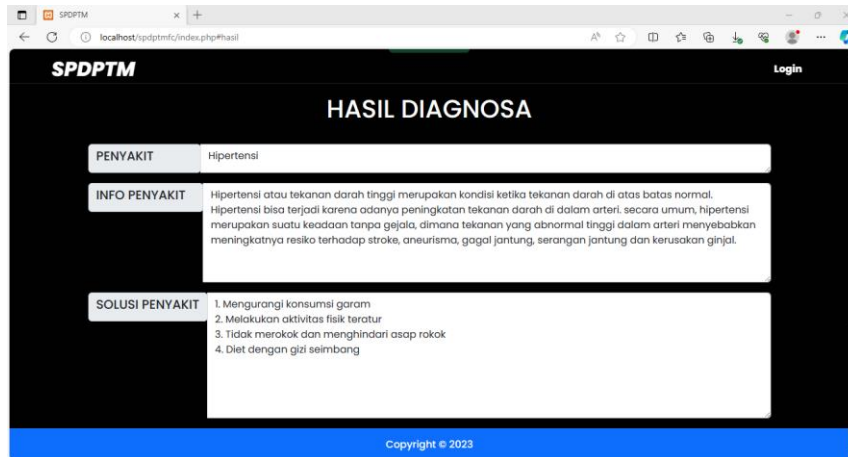 SPDPTM
localhost/spdptmfc/index.php#hasil
SPDPTM
Login
HASIL DIAGNOSA
PENYAKIT
Hipertensi
INFO PENYAKIT
Hipertensi atau tekanan darah tinggi merupakan kondisi ketika tekanan darah di atas batas normal.
Hipertensi bisa terjadi karena adanya peningkatan tekanan darah di dalam arteri. secara umum, hipertensi
merupakan suatu keadaan tanpa gejala, dimana tekanan yang abnormal tinggi dalam arteri menyebabkan
meningkatnya resiko terhadap stroke, aneurisma, gagal jantung, serangan jantung dan kerusakan ginjal.
SOLUSI PENYAKIT
1. Mengurangi konsumsi garam
2. Melakukan aktivitas fisik teratur
3. Tidak merokok dan menghindari asap rokok
4. Diet dengan gizi seimbang
Copyright © 2023